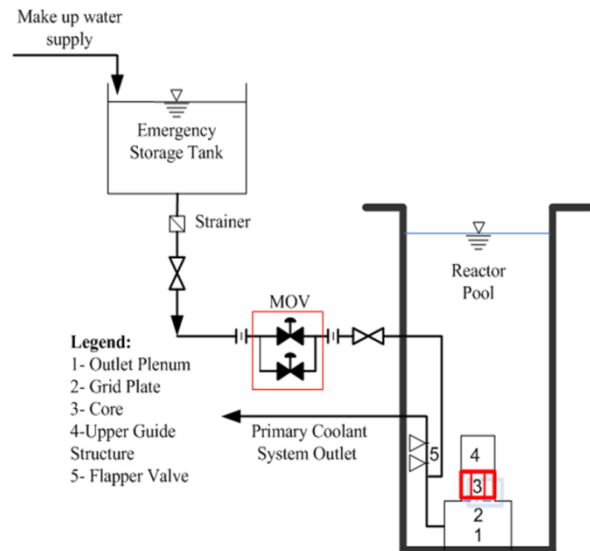 Make up water
supply
Emergency
Storage Tank
Strainer
Reactor
Pool
MOV
Legend:
1- Outlet Plenum
2- Grid Plate
3- Core
4-Upper Guide
Structure
5- Flapper Valve
Primary Coolant
System Outlet
5
4
3
2
1